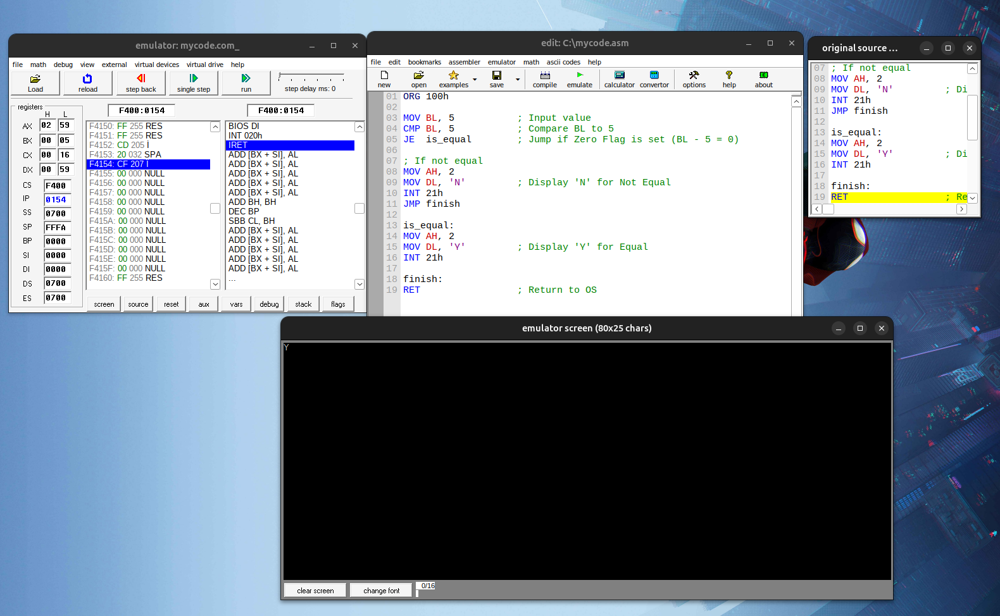 emulator: mycode.com_
file math debug view external virtual devices virtual drive help
Load reload step back single step run step delay ms: 0
registers
H L
AX 02 59
BX 00 05
CX 00 16
DX 00 59
CS F400
IP 0154
SS 0700
SP FFFA
BP 0000
SI 0000
DI 0000
DS 0700
ES 0700
F400:0154
F4150: FF 255 RES
F4151: FF 255 RES
F4152: CD 205 Í
F4153: 20 032 SPA
F4154: CF 207 Ï
F4155: 00 000 NULL
F4156: 00 000 NULL
F4157: 00 000 NULL
F4158: 00 000 NULL
F4159: 00 000 NULL
F415A: 00 000 NULL
F415B: 00 000 NULL
F415C: 00 000 NULL
F415D: 00 000 NULL
F415E: 00 000 NULL
F415F: 00 000 NULL
F4160: FF 255 RES
F400:0154
BIOS DI
INT 020h
IRET
ADD [BX + SI], AL
ADD [BX + SI], AL
ADD [BX + SI], AL
ADD [BX + SI], AL
ADD [BX + SI], AL
ADD BH, BH
DEC BP
SBB CL, BH
ADD [BX + SI], AL
ADD [BX + SI], AL
ADD [BX + SI], AL
ADD [BX + SI], AL
ADD [BX + SI], AL
...
screen source reset aux vars debug stack flags
edit: C:\mycode.asm
file edit bookmarks assembler emulator math ascii codes help
new open examples save compile emulate calculator convertor options help about
01 ORG 100h
02
03 MOV BL, 5 ; Input value
04 CMP BL, 5 ; Compare BL to 5
05 JE is_equal ; Jump if Zero Flag is set (BL - 5 = 0)
06
07 ; If not equal
08 MOV AH, 2
09 MOV DL, 'N' ; Display 'N' for Not Equal
10 INT 21h
11 JMP finish
12
13 is_equal:
14 MOV AH, 2
15 MOV DL, 'Y' ; Display 'Y' for Equal
16 INT 21h
17
18 finish:
19 RET ; Return to OS
original source ...
07 ; If not equal
08 MOV AH, 2
09 MOV DL, 'N' ; Di
10 INT 21h
11 JMP finish
12
13 is_equal:
14 MOV AH, 2
15 MOV DL, 'Y' ; Di
16 INT 21h
17
18 finish:
19 RET ; Re
emulator screen (80x25 chars)
Y
clear screen change font 0/16